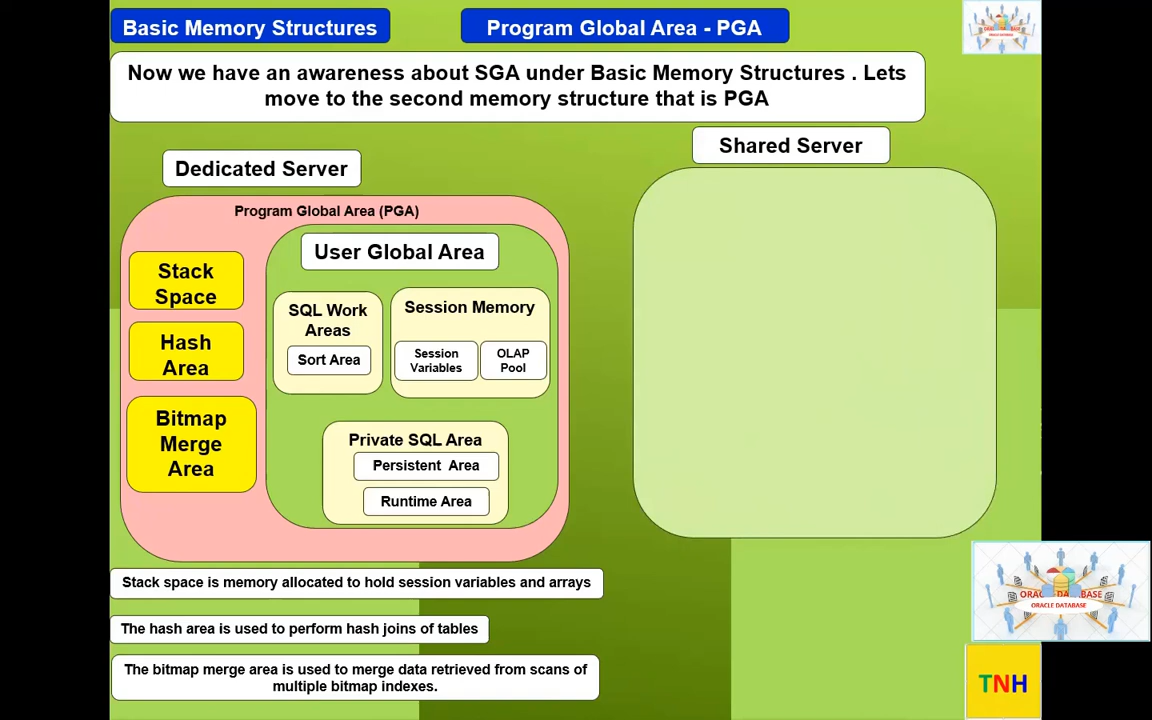 Basic Memory Structures
Program Global Area - PGA
Now we have an awareness about SGA under Basic Memory Structures . Lets
move to the second memory structure that is PGA
Dedicated Server
Shared Server
Program Global Area (PGA)
User Global Area
Stack
Space
Hash
Area
Bitmap
Merge
Area
SQL Work
Areas
Sort Area
Session Memory
Session
Variables
OLAP
Pool
Private SQL Area
Persistent Area
Runtime Area
Stack space is memory allocated to hold session variables and arrays
The hash area is used to perform hash joins of tables
The bitmap merge area is used to merge data retrieved from scans of
multiple bitmap indexes.
ORACLE DATABASE
ORACLE DATABASE
TNH